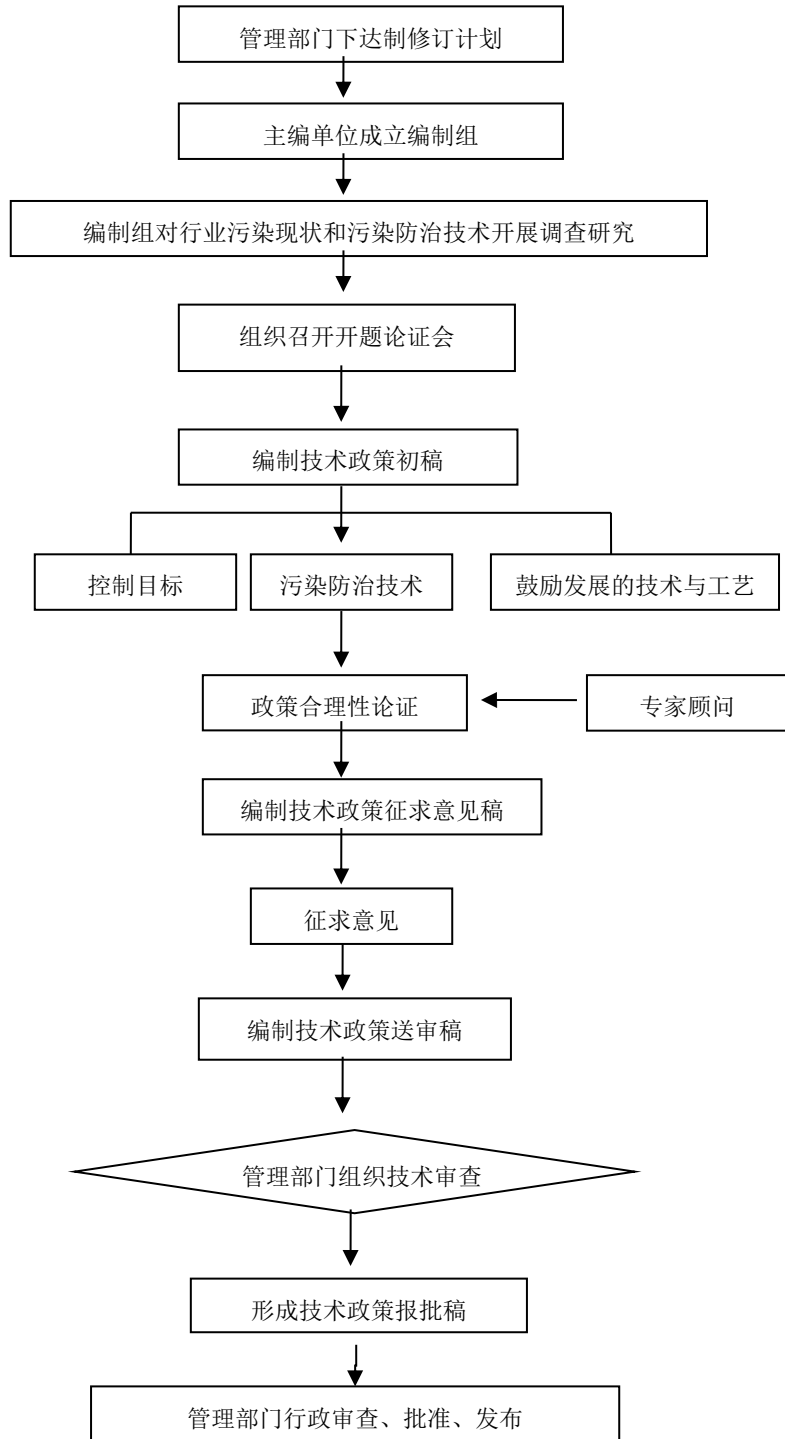 管理部门下达制修订计划
主编单位成立编制组
编制组对行业污染现状和污染防治技术开展调查研究
组织召开开题论证会
编制技术政策初稿
控制目标
污染防治技术
鼓励发展的技术与工艺
政策合理性论证
专家顾问
编制技术政策征求意见稿
征求意见
编制技术政策送审稿
管理部门组织技术审查
形成技术政策报批稿
管理部门行政审查、批准、发布